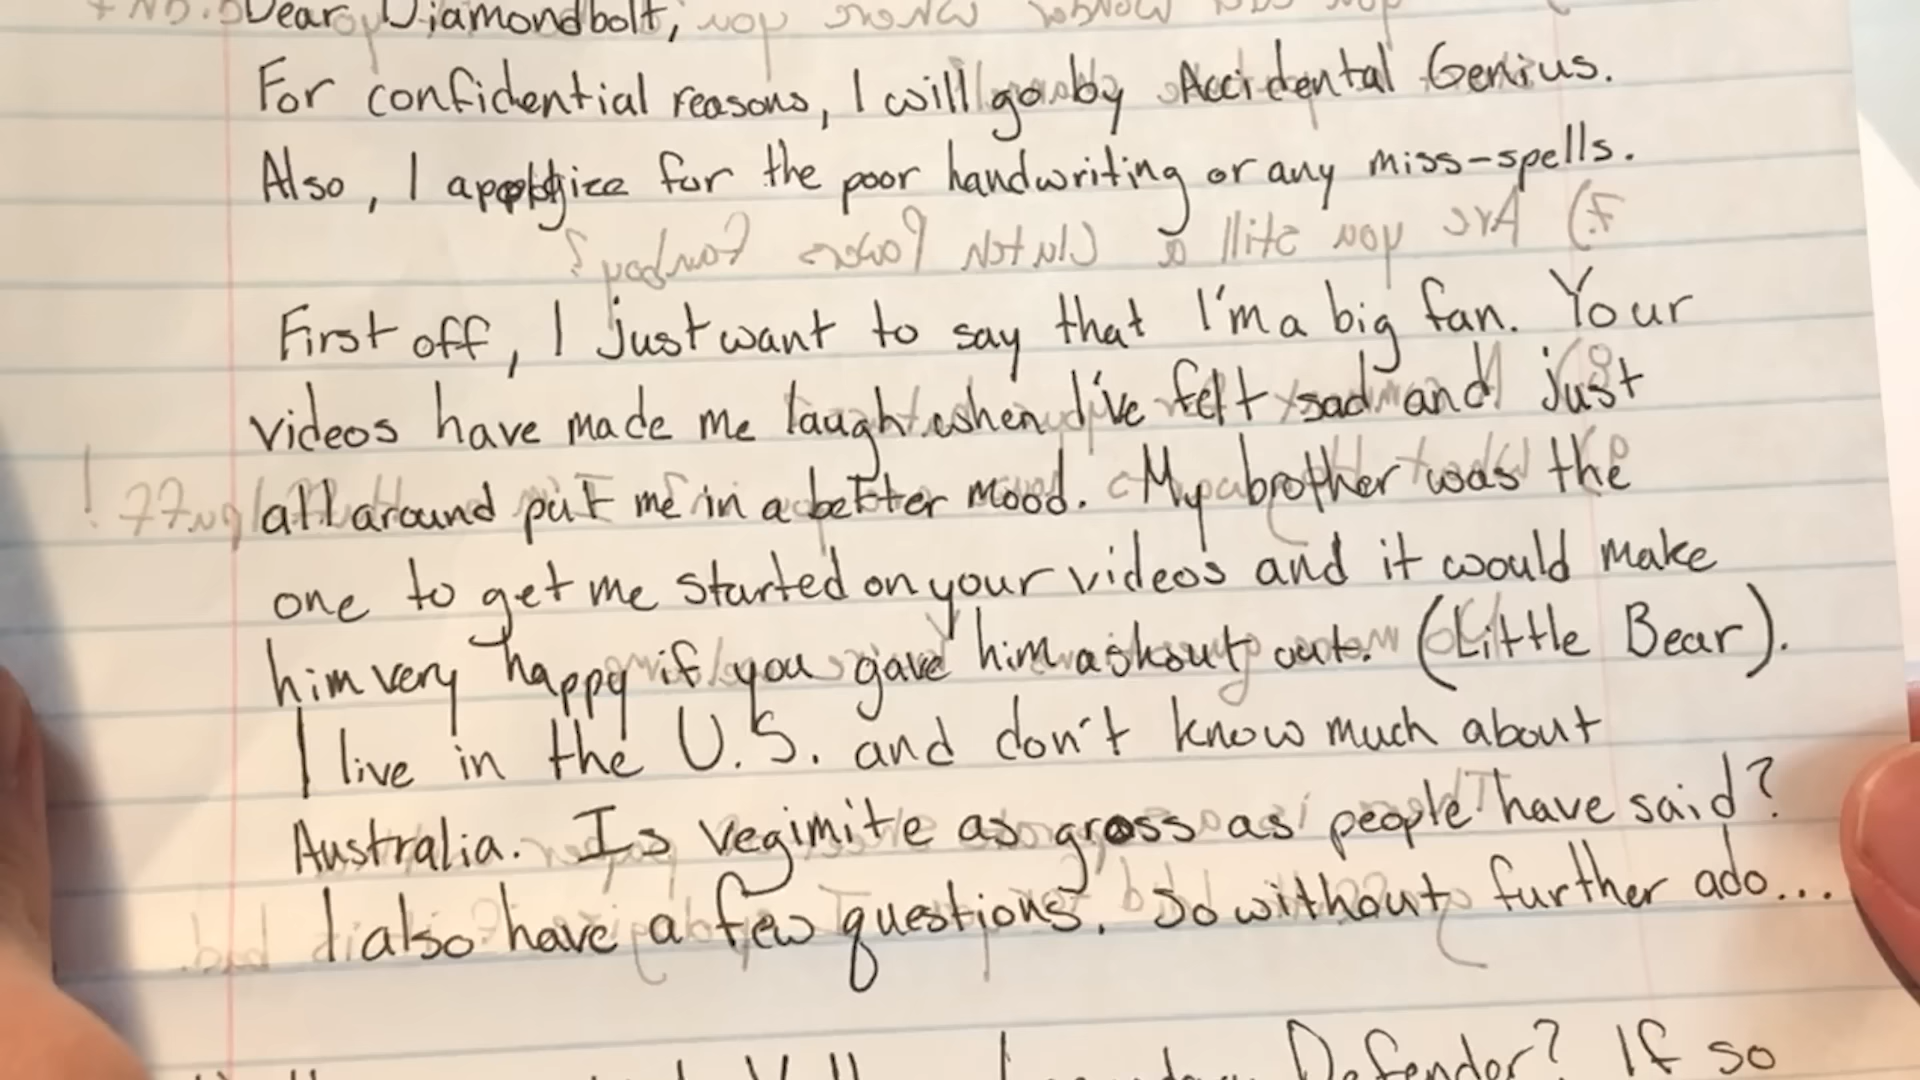 Dear Diamondbolt,
For confidential reasons, I will go by Accidental Genius.
Also, I apoligize for the poor handwriting or any miss-spells.
First off, I just want to say that I'm a big fan. Your
videos have made me laugh when I've felt sad and just
all around put me in a better mood. My brother was the
one to get me started on your videos and it would make
him very happy if you gave him a shout out. (Little Bear).
I live in the U.S. and don't know much about
Australia. Is vegimite as gross as people have said?
I also have a few questions. So without further ado...
Defender? If so